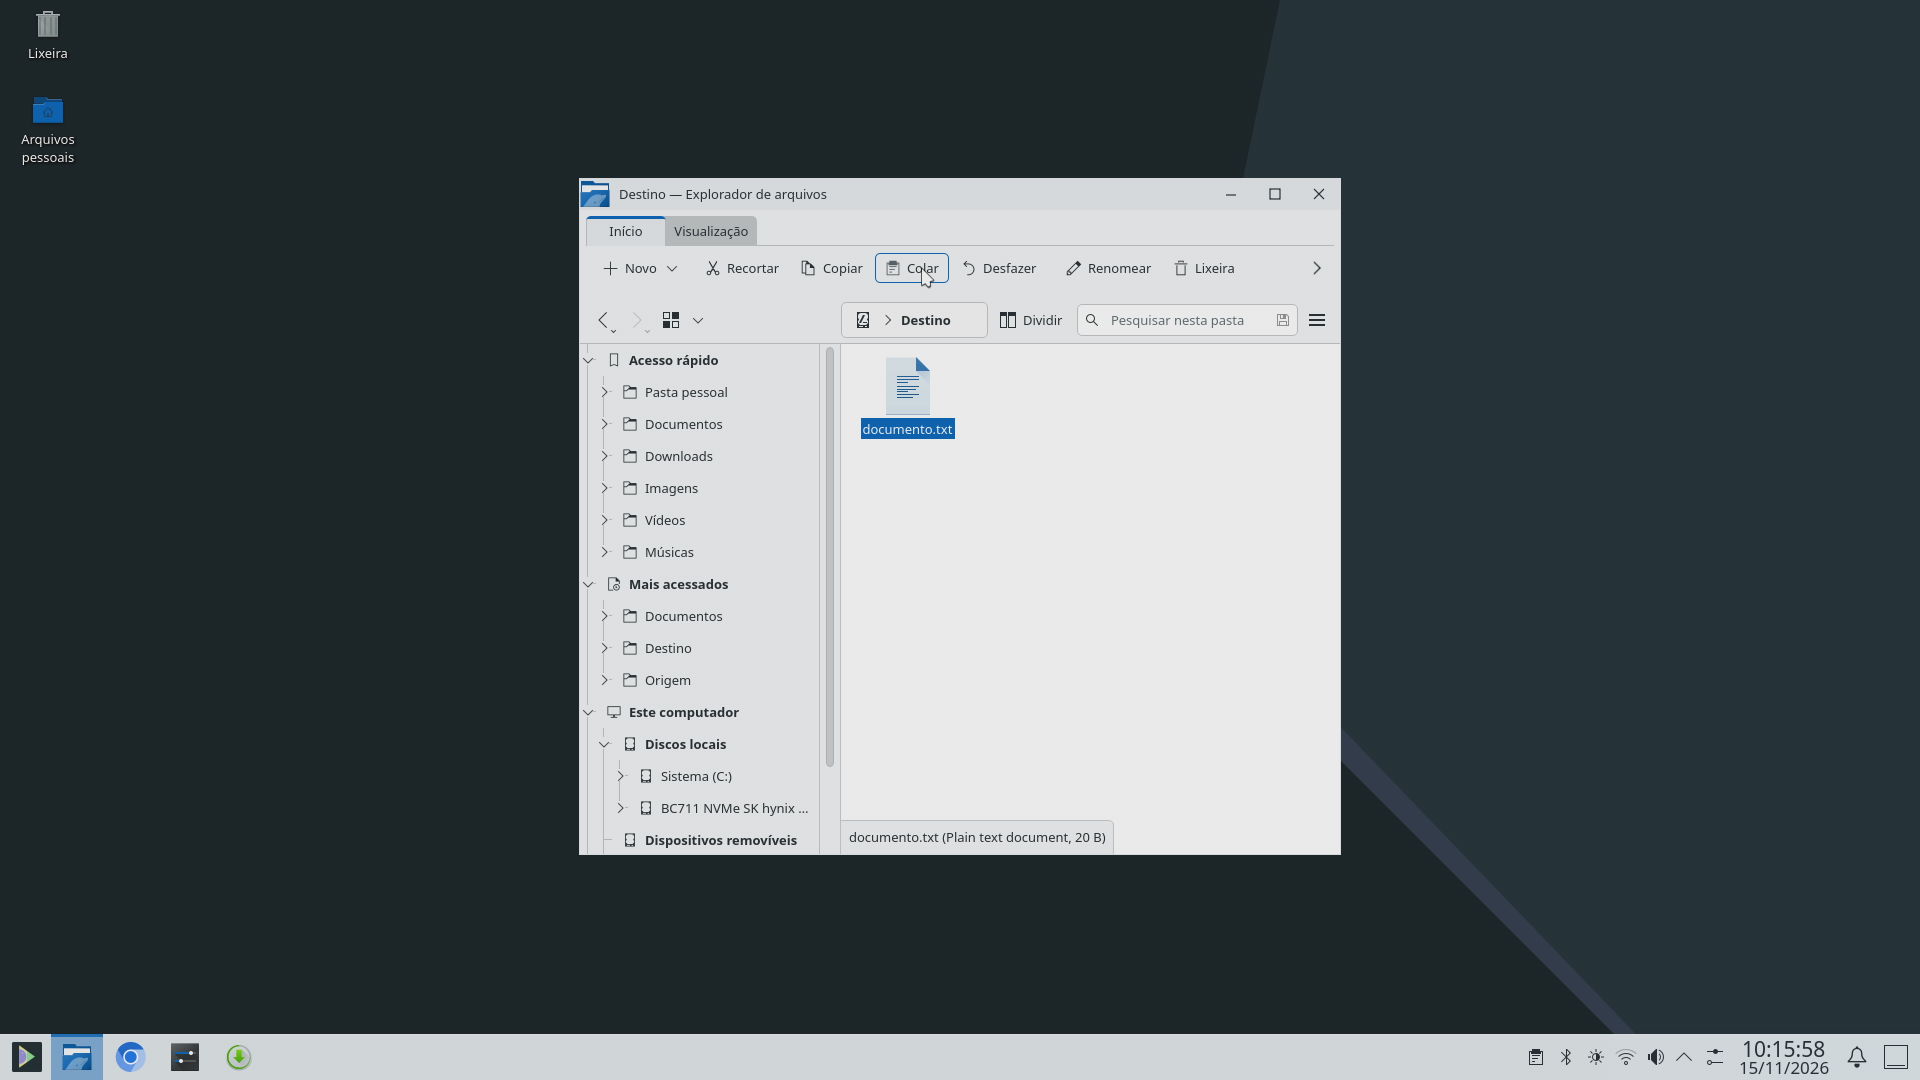 Lixeira
Arquivos
pessoais
Destino — Explorador de arquivos
Início
Visualização
Novo
Recortar
Copiar
Colar
Desfazer
Renomear
Lixeira
Destino
Dividir
Pesquisar nesta pasta
Acesso rápido
Pasta pessoal
Documentos
Downloads
Imagens
Vídeos
Músicas
Mais acessados
Documentos
Destino
Origem
Este computador
Discos locais
Sistema (C:)
BC711 NVMe SK hynix ...
Dispositivos removíveis
documento.txt
documento.txt (Plain text document, 20 B)
10:15:58
15/11/2026